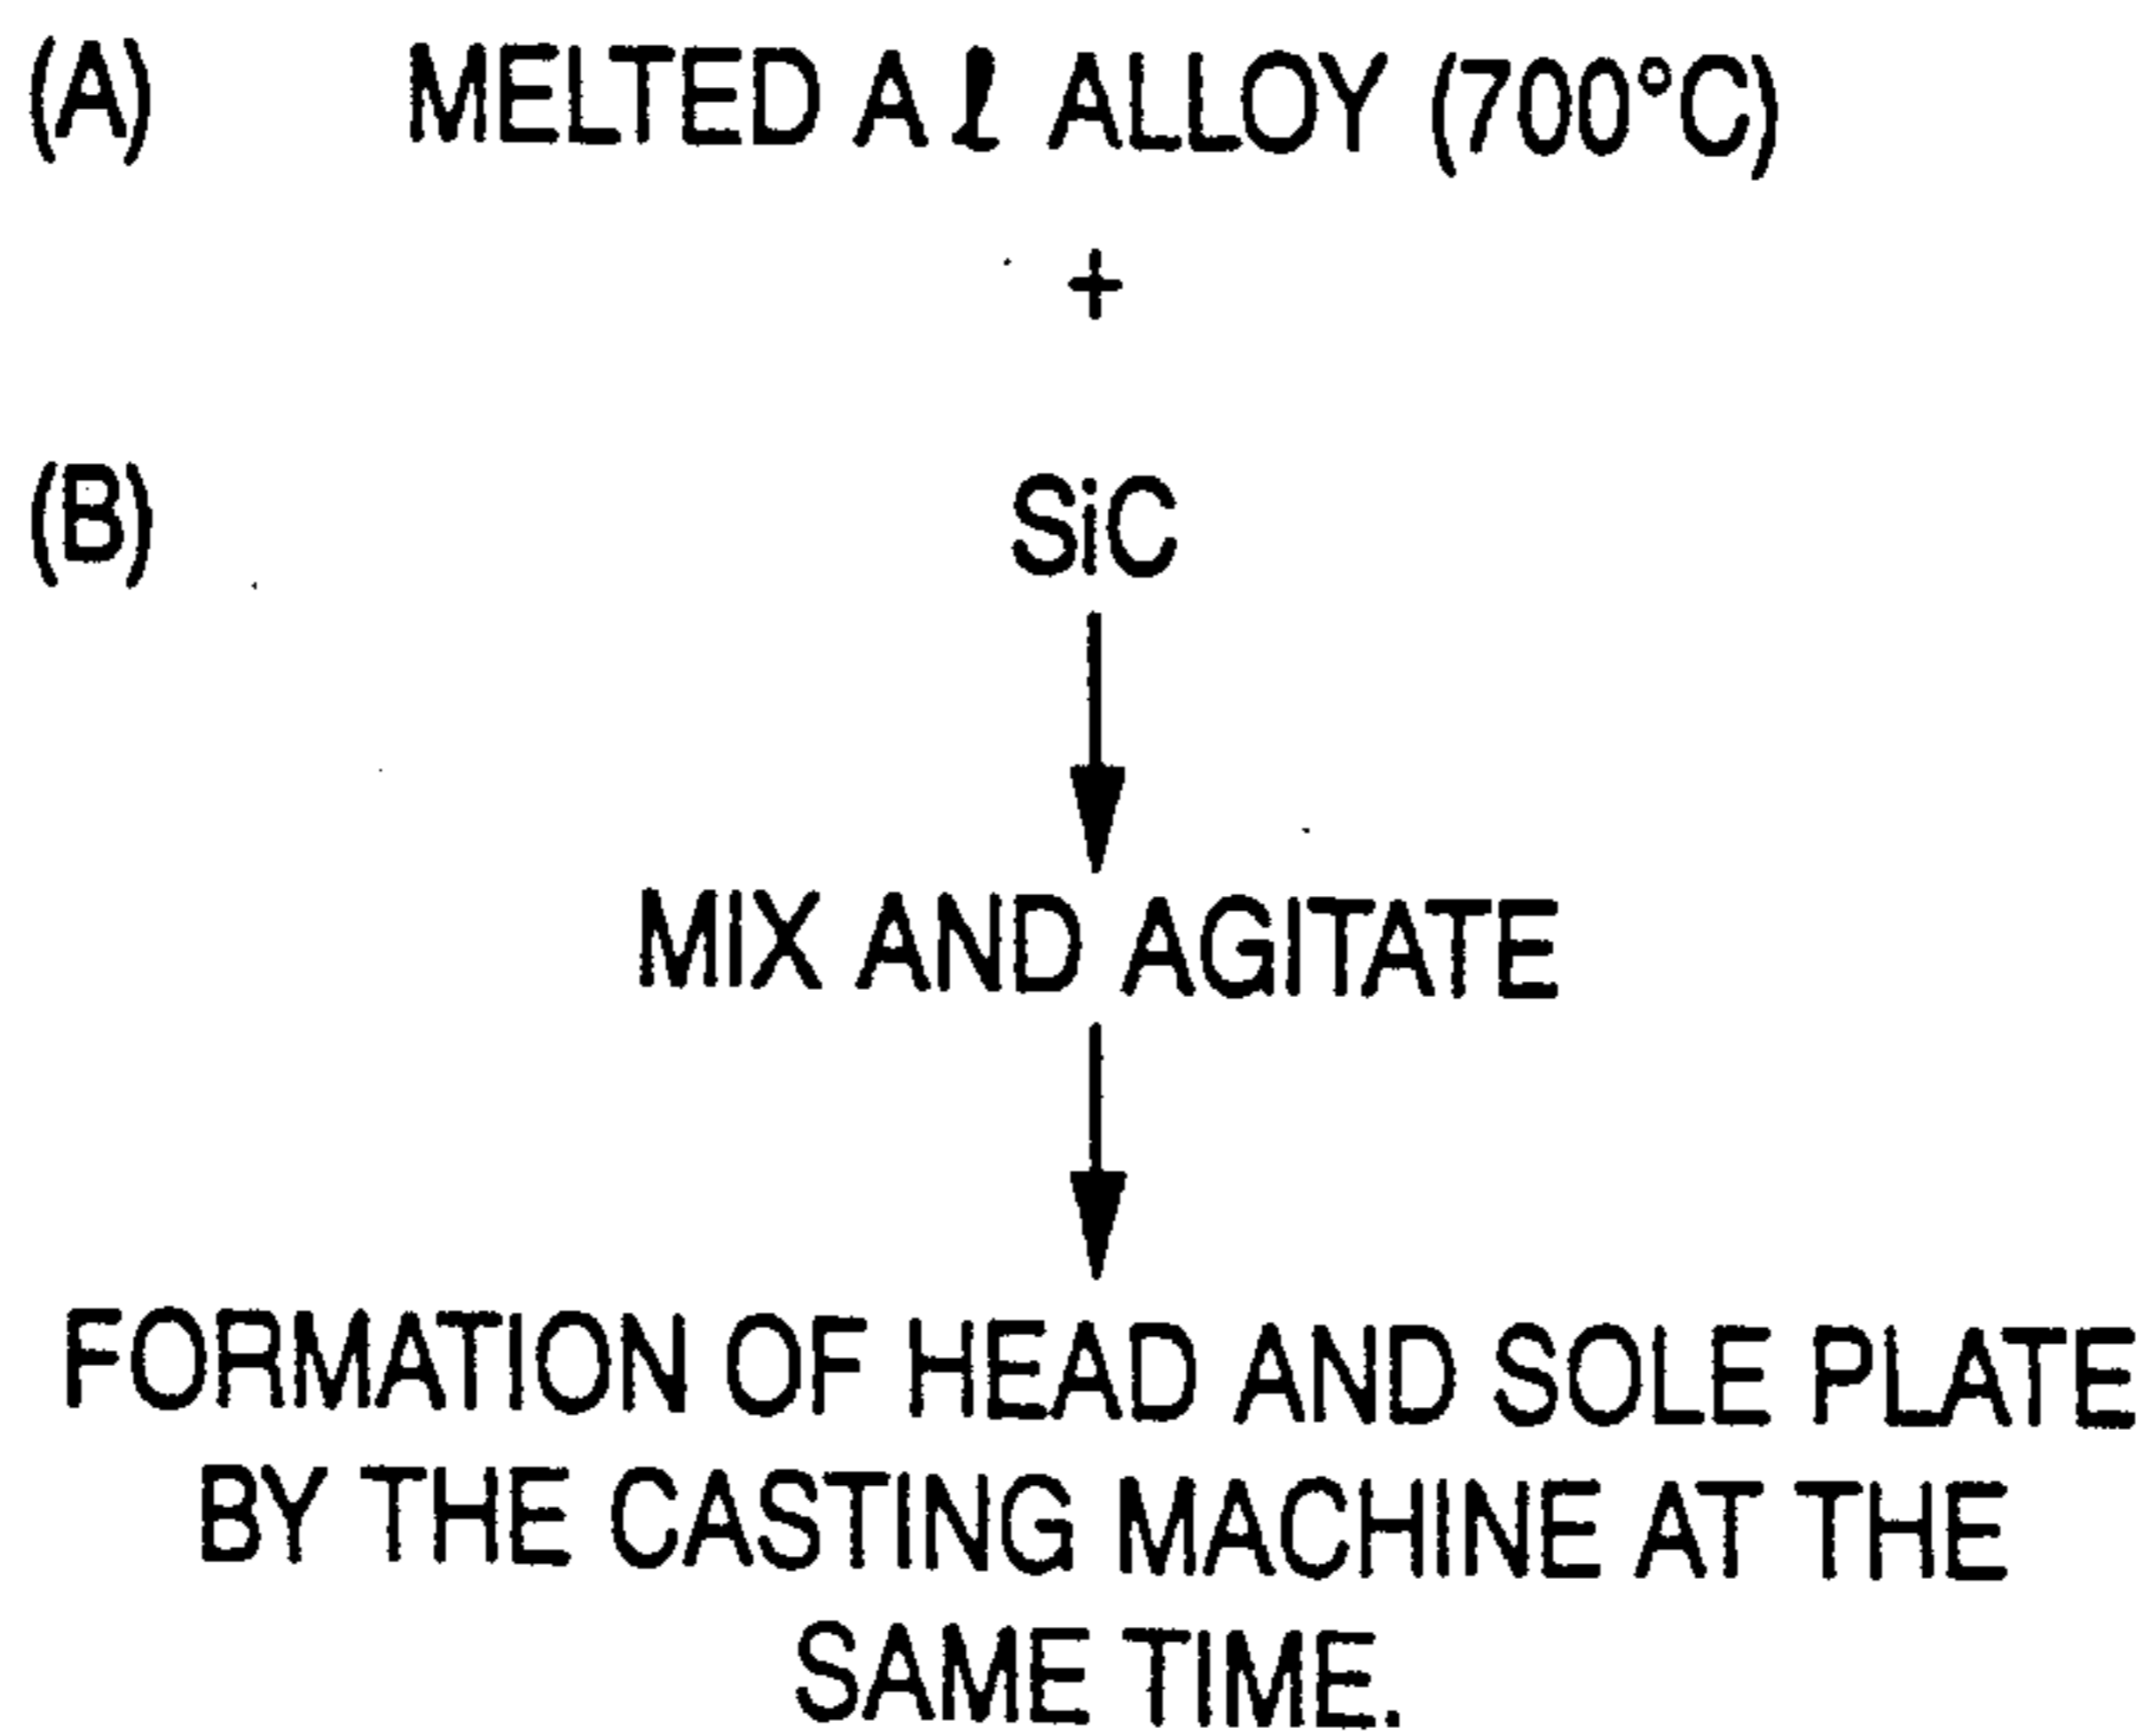 (A) MELTED Aℓ ALLOY (700°C)
+
(B) SiC
MIX AND AGITATE
FORMATION OF HEAD AND SOLE PLATE
BY THE CASTING MACHINE AT THE
SAME TIME.